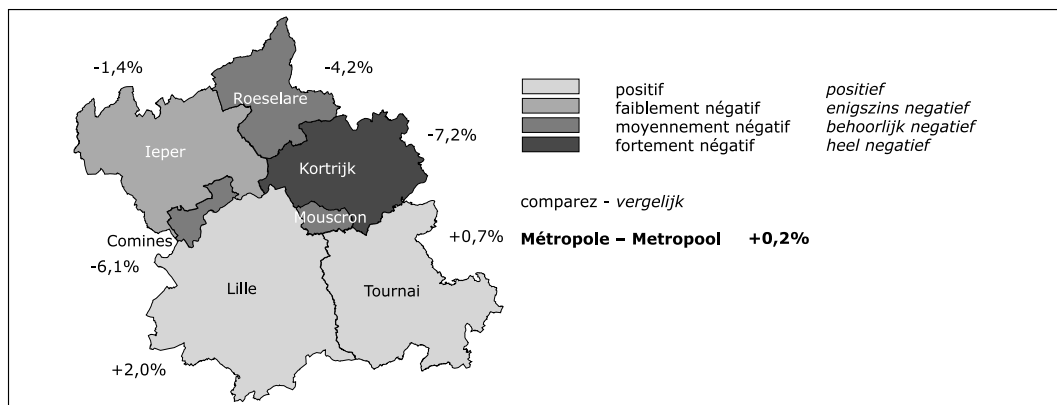 -1,4%
-4,2%
Roeselare
-7,2%
Ieper
Kortrijk
Mouscron
Comines
-6,1%
+0,7%
Lille
Tournai
+2,0%
positif positief
faiblement négatif enigszins negatief
moyennement négatif behoorlijk negatief
fortement négatif heel negatief
comparez - vergelijk
Métropole – Metropool +0,2%